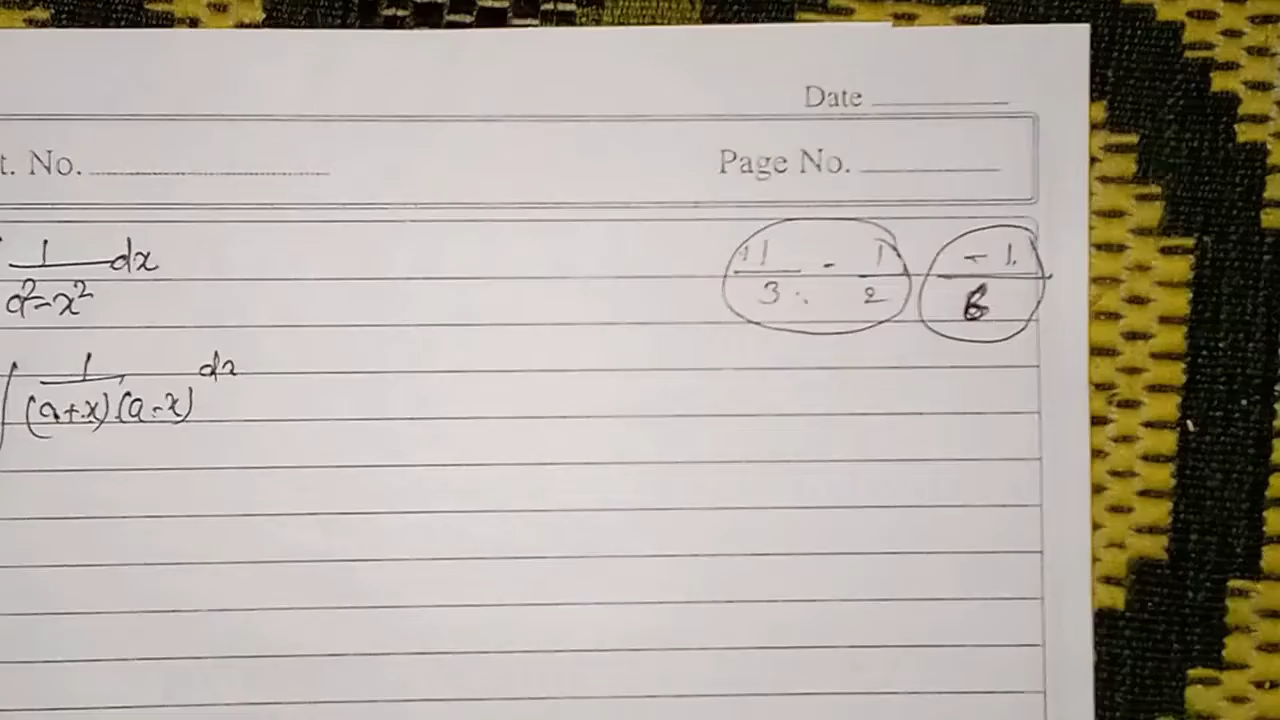 Date
t. No.
Page No.
1/(a²-x²) dx
+1/3 - 1/2
-1/6
∫ 1/((a+x)(a-x)) dx